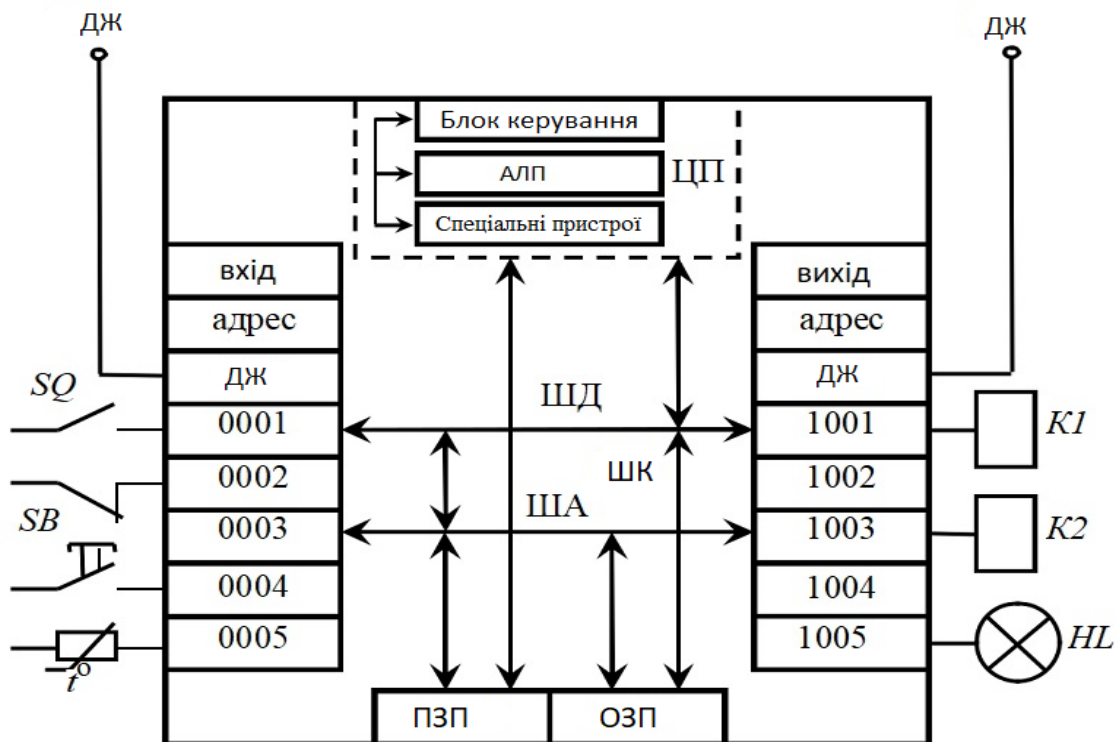 ДЖ
ДЖ
Блок керування
АЛП
ЦП
Спеціальні пристрої
вхід
адрес
ДЖ
0001
0002
0003
0004
0005
SQ
SB
t°
ШД
ШК
ША
вихід
адрес
ДЖ
1001
1002
1003
1004
1005
K1
K2
HL
ПЗП
ОЗП